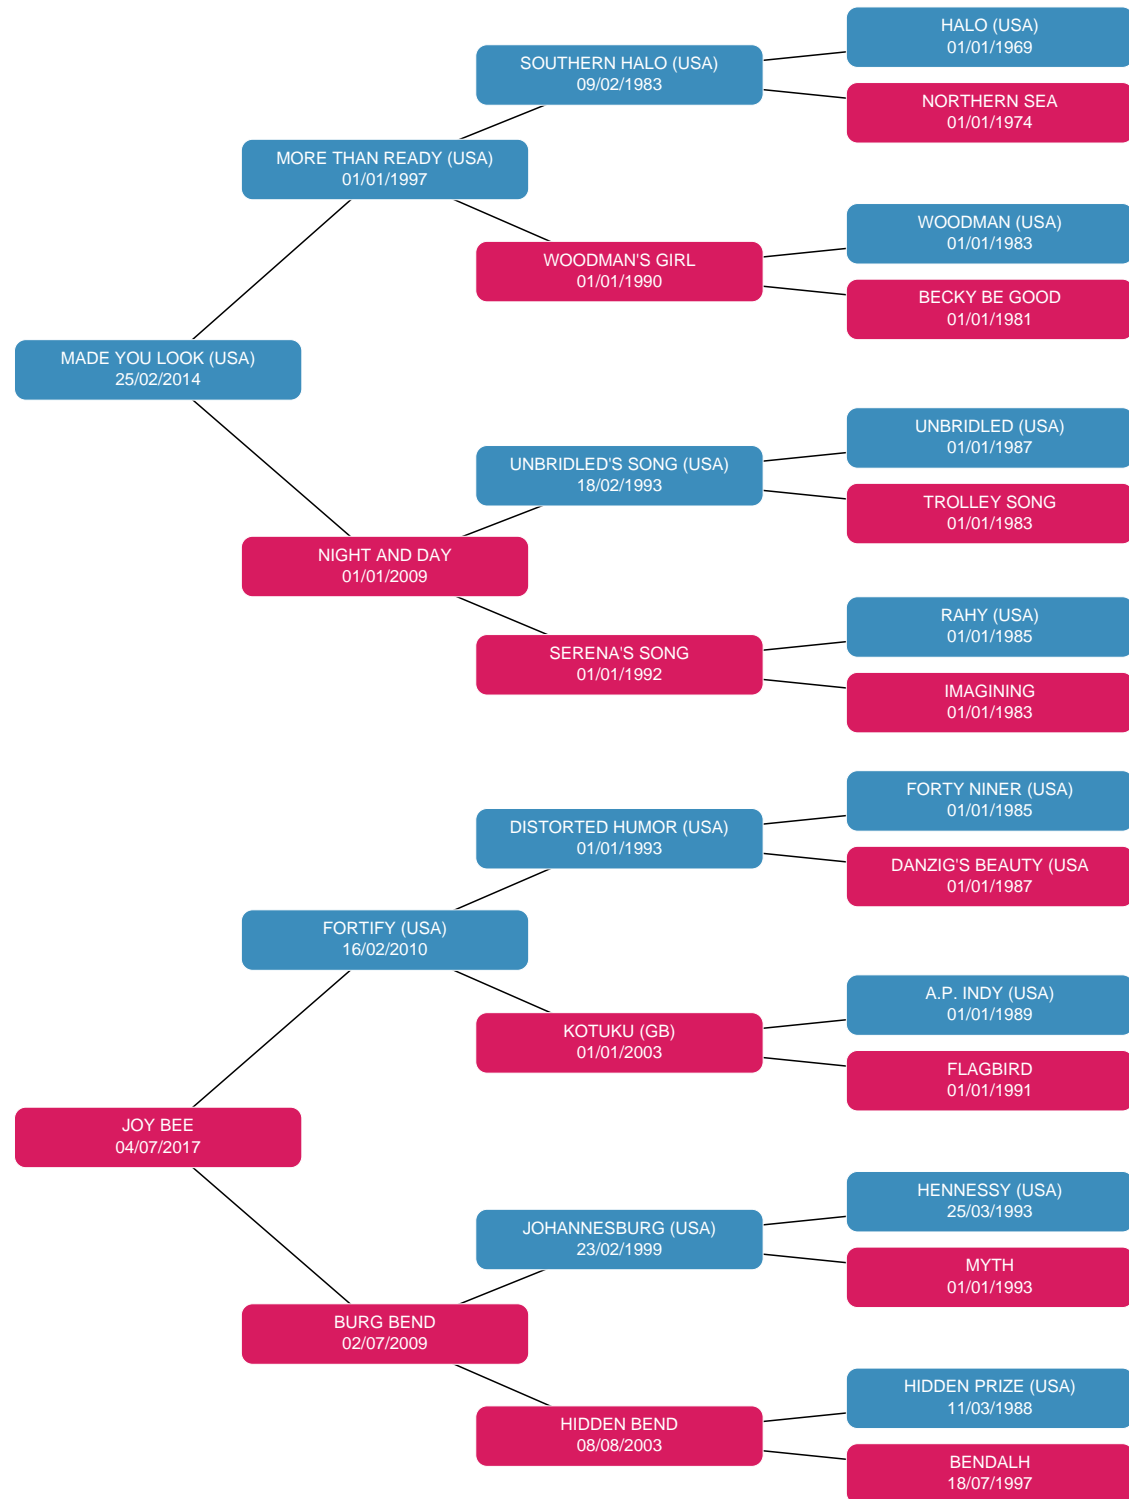 HALO (USA)
01/01/1969
SOUTHERN HALO (USA)
09/02/1983
NORTHERN SEA
01/01/1974
MORE THAN READY (USA)
01/01/1997
WOODMAN (USA)
01/01/1983
WOODMAN'S GIRL
01/01/1990
BECKY BE GOOD
01/01/1981
MADE YOU LOOK (USA)
25/02/2014
UNBRIDLED (USA)
01/01/1987
UNBRIDLED'S SONG (USA)
18/02/1993
TROLLEY SONG
01/01/1983
NIGHT AND DAY
01/01/2009
RAHY (USA)
01/01/1985
SERENA'S SONG
01/01/1992
IMAGINING
01/01/1983
FORTY NINER (USA)
01/01/1985
DISTORTED HUMOR (USA)
01/01/1993
DANZIG'S BEAUTY (USA
01/01/1987
FORTIFY (USA)
16/02/2010
A.P. INDY (USA)
01/01/1989
KOTUKU (GB)
01/01/2003
FLAGBIRD
01/01/1991
JOY BEE
04/07/2017
HENNESSY (USA)
25/03/1993
JOHANNESBURG (USA)
23/02/1999
MYTH
01/01/1993
BURG BEND
02/07/2009
HIDDEN PRIZE (USA)
11/03/1988
HIDDEN BEND
08/08/2003
BENDALH
18/07/1997